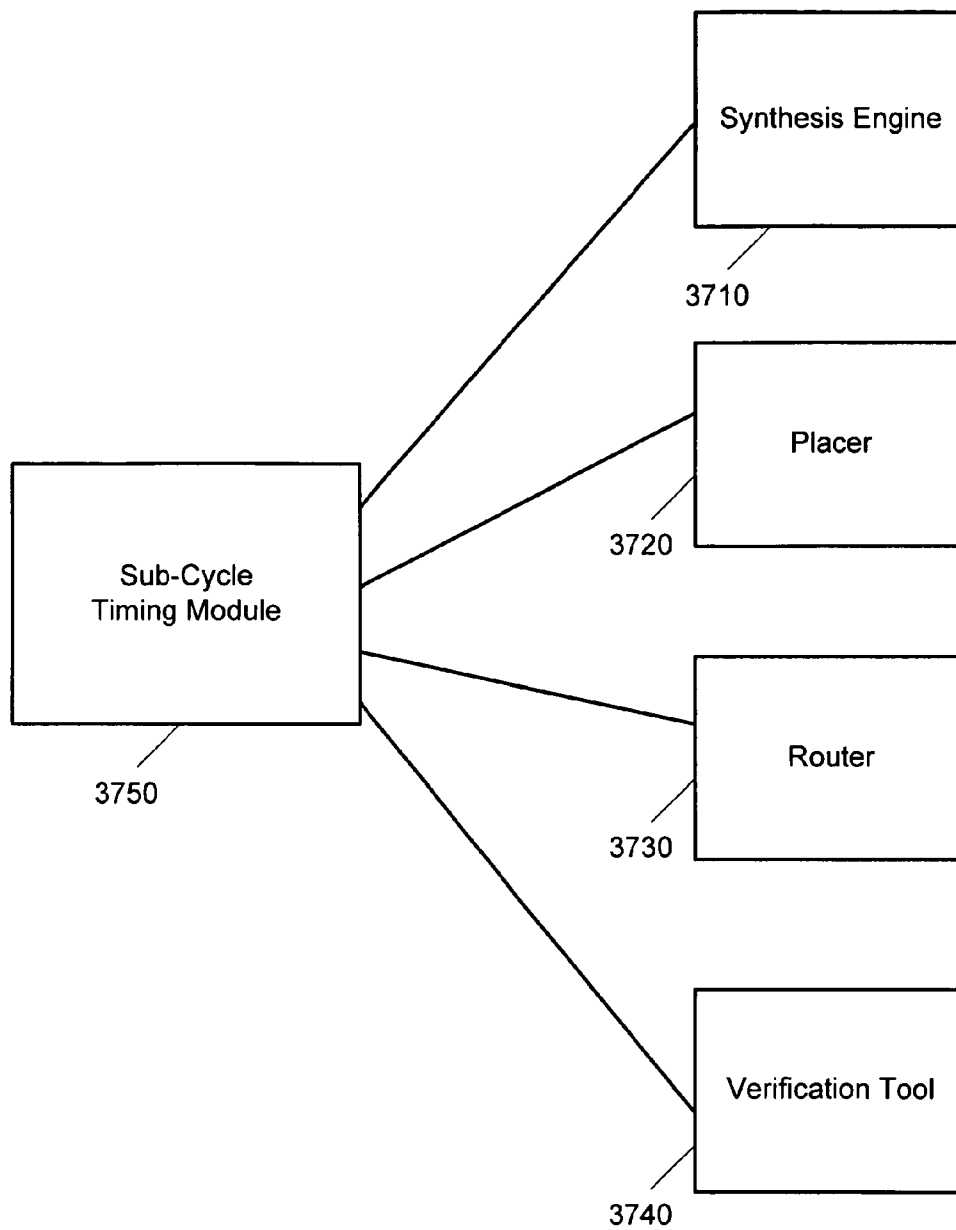 Synthesis Engine
3710
Placer
3720
Sub-Cycle
Timing Module
3750
Router
3730
Verification Tool
3740